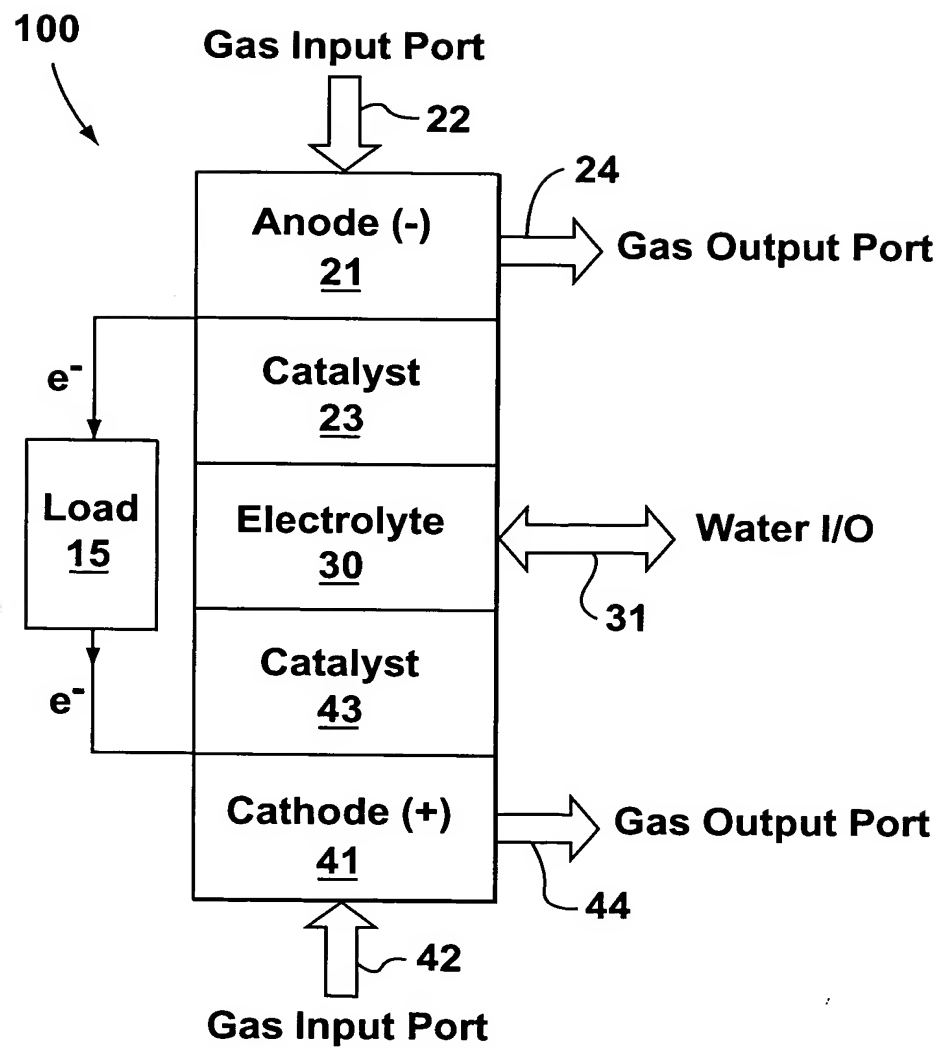 100
Gas Input Port
22
24
Anode (-)
21
Gas Output Port
e-
Catalyst
23
Load
15
Electrolyte
30
Water I/O
31
e-
Catalyst
43
Cathode (+)
41
Gas Output Port
44
42
Gas Input Port